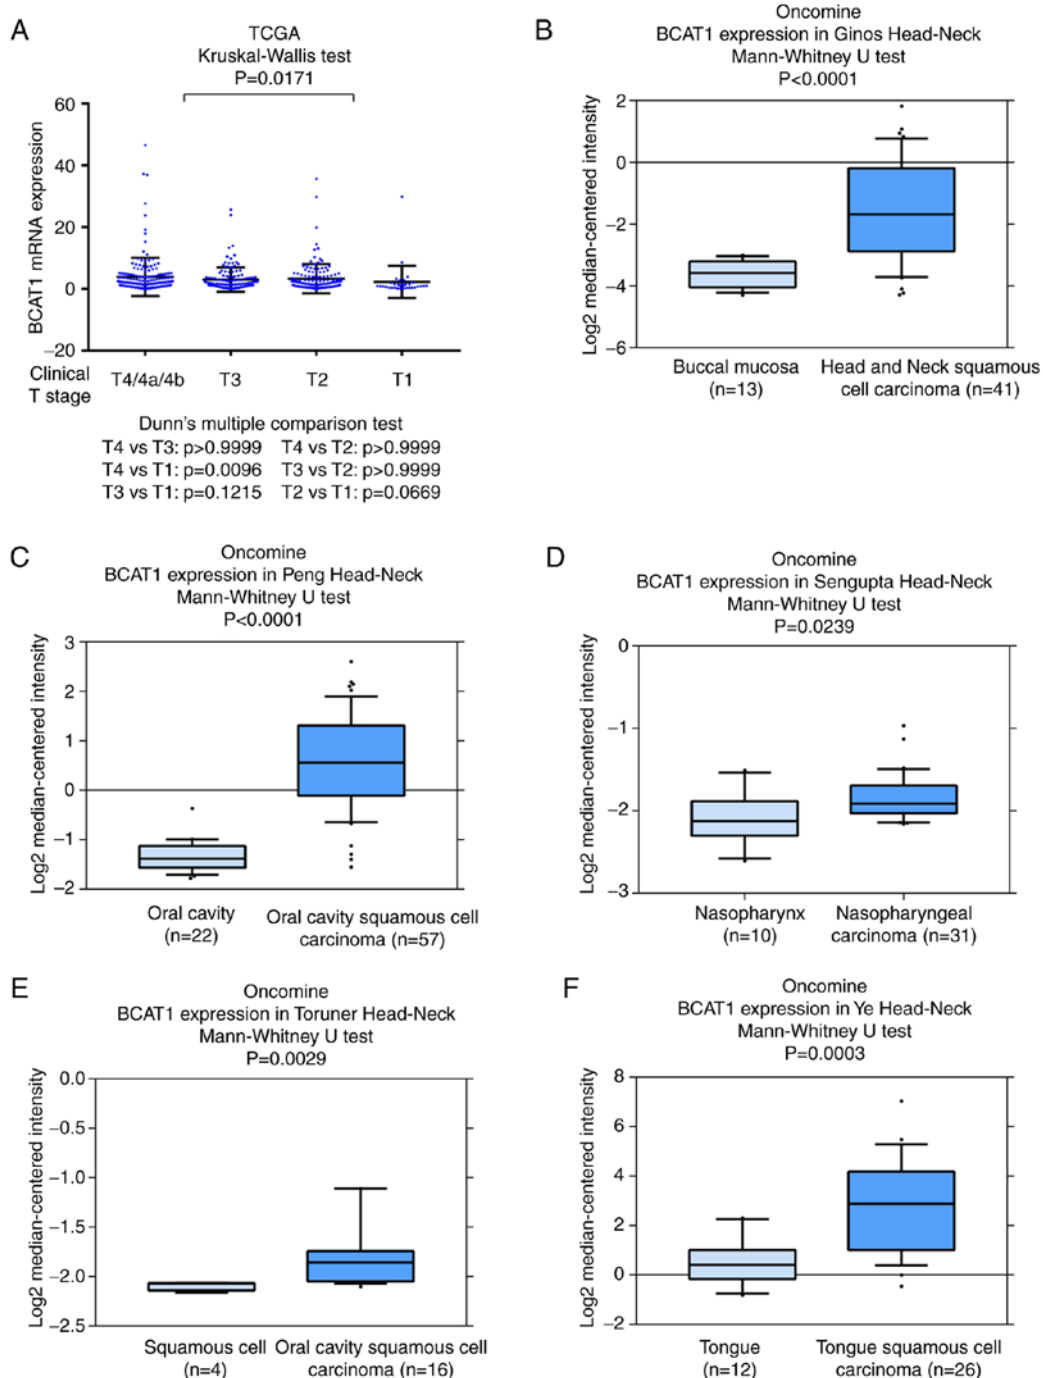 A
TCGA
Kruskal-Wallis test
P=0.0171
BCAT1 mRNA expression
60
40
20
0
−20
Clinical
T stage
T4/4a/4b T3 T2 T1
Dunn's multiple comparison test
T4 vs T3: p>0.9999 T4 vs T2: p>0.9999
T4 vs T1: p=0.0096 T3 vs T2: p>0.9999
T3 vs T1: p=0.1215 T2 vs T1: p=0.0669
B
Oncomine
BCAT1 expression in Ginos Head-Neck
Mann-Whitney U test
P<0.0001
Log2 median-centered intensity
2
0
−2
−4
−6
Buccal mucosa
(n=13)
Head and Neck squamous
cell carcinoma (n=41)
C
Oncomine
BCAT1 expression in Peng Head-Neck
Mann-Whitney U test
P<0.0001
Log2 median-centered intensity
3
2
1
0
−1
−2
Oral cavity
(n=22)
Oral cavity squamous cell
carcinoma (n=57)
D
Oncomine
BCAT1 expression in Sengupta Head-Neck
Mann-Whitney U test
P=0.0239
Log2 median-centered intensity
0
−1
−2
−3
Nasopharynx
(n=10)
Nasopharyngeal
carcinoma (n=31)
E
Oncomine
BCAT1 expression in Toruner Head-Neck
Mann-Whitney U test
P=0.0029
Log2 median-centered intensity
0.0
−0.5
−1.0
−1.5
−2.0
−2.5
Squamous cell
(n=4)
Oral cavity squamous cell
carcinoma (n=16)
F
Oncomine
BCAT1 expression in Ye Head-Neck
Mann-Whitney U test
P=0.0003
Log2 median-centered intensity
8
6
4
2
0
−2
Tongue
(n=12)
Tongue squamous cell
carcinoma (n=26)